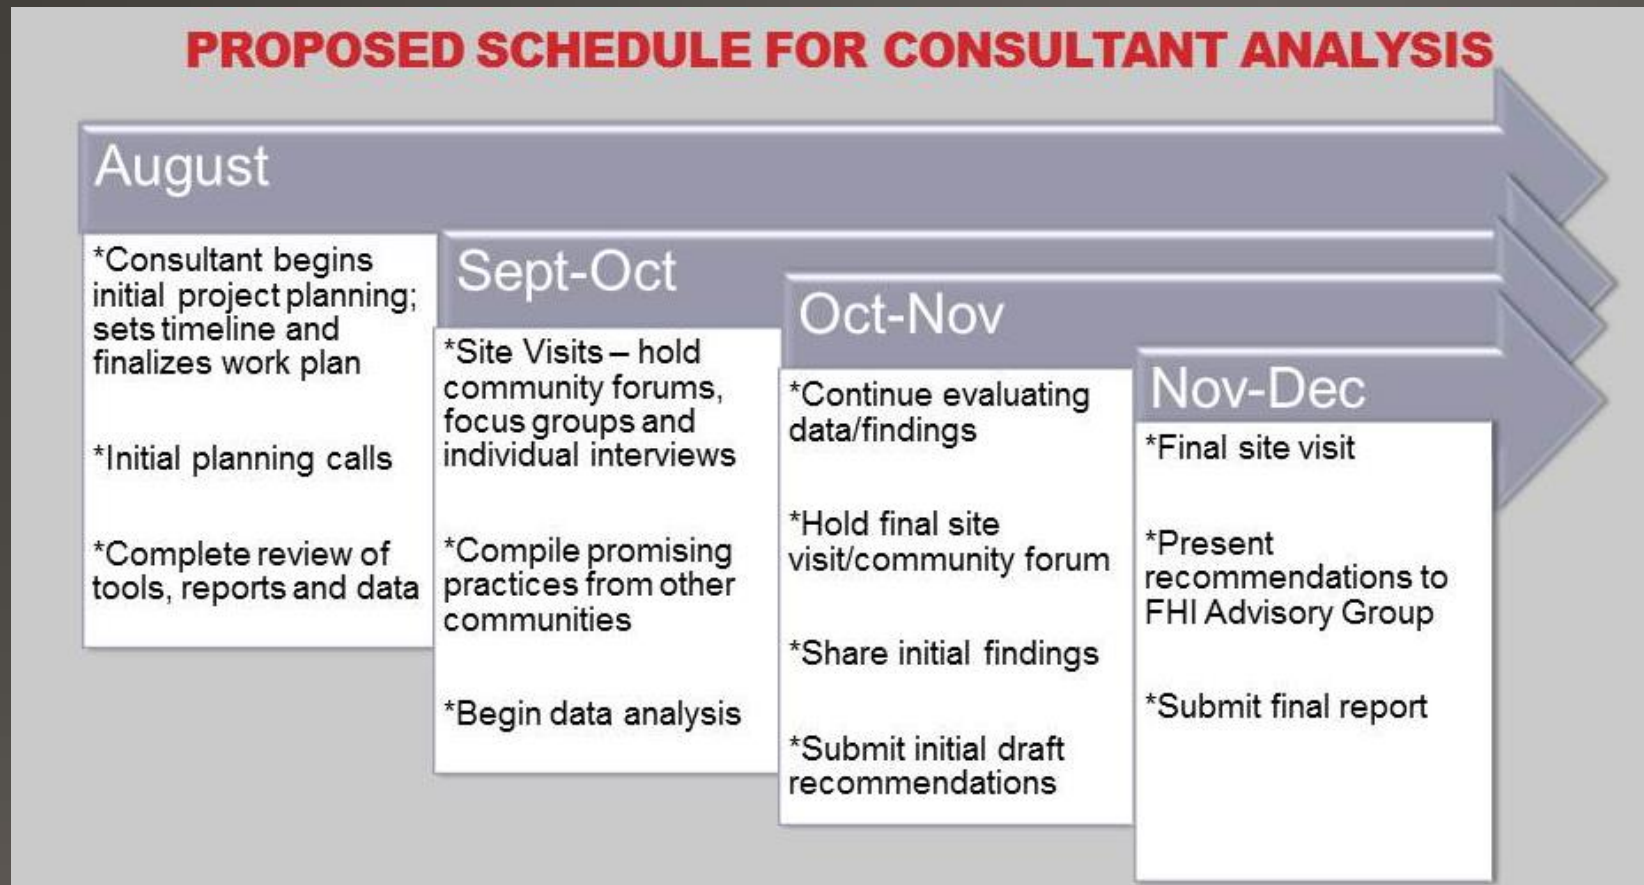 PROPOSED SCHEDULE FOR CONSULTANT ANALYSIS
August
*Consultant begins
initial project planning;
sets timeline and
finalizes work plan
*Initial planning calls
*Complete review of
tools, reports and data
Sept-Oct
*Site Visits – hold
community forums,
focus groups and
individual interviews
*Compile promising
practices from other
communities
*Begin data analysis
Oct-Nov
*Continue evaluating
data/findings
*Hold final site
visit/community forum
*Share initial findings
*Submit initial draft
recommendations
Nov-Dec
*Final site visit
*Present
recommendations to
FHI Advisory Group
*Submit final report